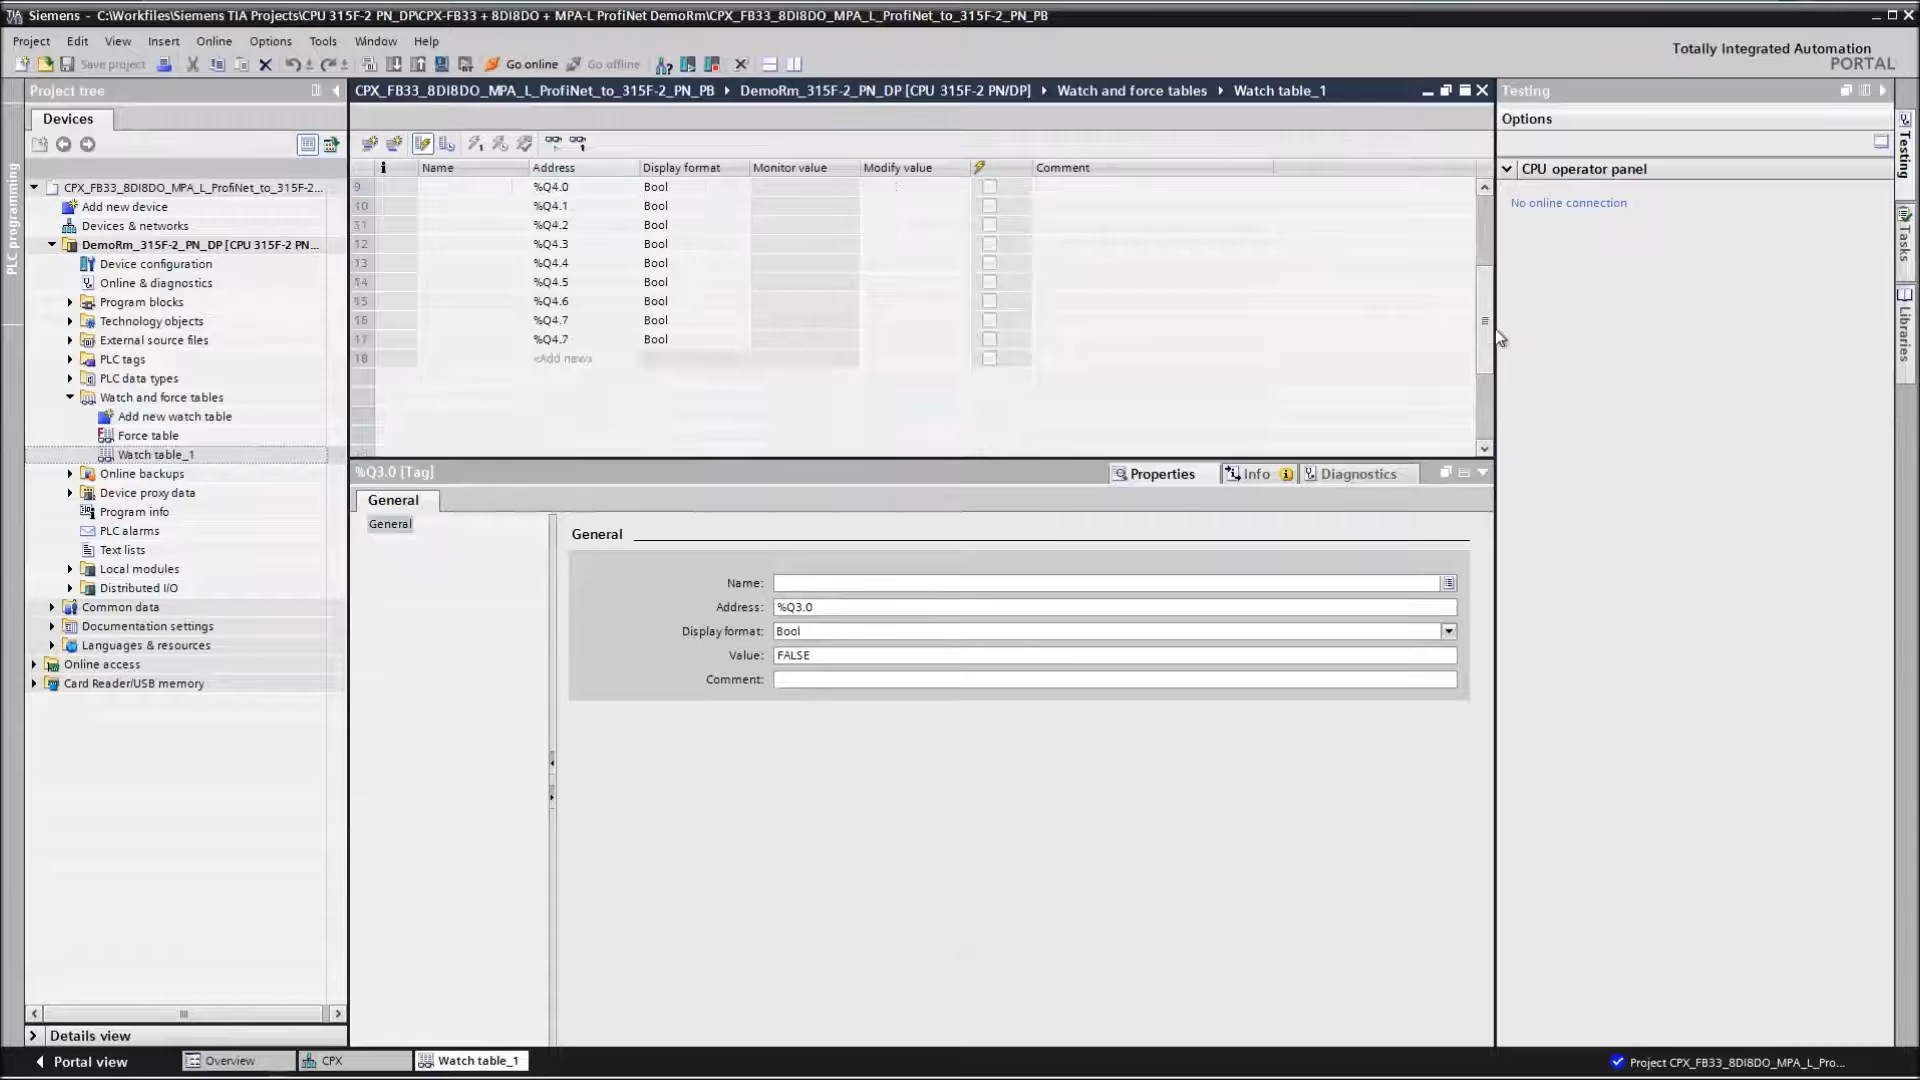 Siemens - C:\Workfiles\Siemens TIA Projects\CPU 315F-2 PN_DP\CPX-FB33 + 8DI8DO + MPA-L ProfiNet DemoRm\CPX_FB33_8DI8DO_MPA_L_ProfiNet_to_315F-2_PN_PB
Project Edit View Insert Online Options Tools Window Help
Totally Integrated Automation
PORTAL
Save project Go online Go offline
Project tree
Devices
PLC programming
CPX_FB33_8DI8DO_MPA_L_ProfiNet_to_315F-2...
Add new device
Devices & networks
DemoRm_315F-2_PN_DP [CPU 315F-2 PN...
Device configuration
Online & diagnostics
Program blocks
Technology objects
External source files
PLC tags
PLC data types
Watch and force tables
Add new watch table
Force table
Watch table_1
Online backups
Device proxy data
Program info
PLC alarms
Text lists
Local modules
Distributed I/O
Common data
Documentation settings
Languages & resources
Online access
Card Reader/USB memory
Details view
CPX_FB33_8DI8DO_MPA_L_ProfiNet_to_315F-2_PN_PB DemoRm_315F-2_PN_DP [CPU 315F-2 PN/DP] Watch and force tables Watch table_1
i Name Address Display format Monitor value Modify value Comment
9 %Q4.0 Bool
10 %Q4.1 Bool
11 %Q4.2 Bool
12 %Q4.3 Bool
13 %Q4.4 Bool
14 %Q4.5 Bool
15 %Q4.6 Bool
16 %Q4.7 Bool
17 %Q4.7 Bool
18 <Add new>
%Q3.0 [Tag]
Properties Info Diagnostics
General
General
General
Name:
Address: %Q3.0
Display format: Bool
Value: FALSE
Comment:
Testing
Options
CPU operator panel
No online connection
Testing
Tasks
Libraries
Portal view Overview CPX Watch table_1
Project CPX_FB33_8DI8DO_MPA_L_Pro...